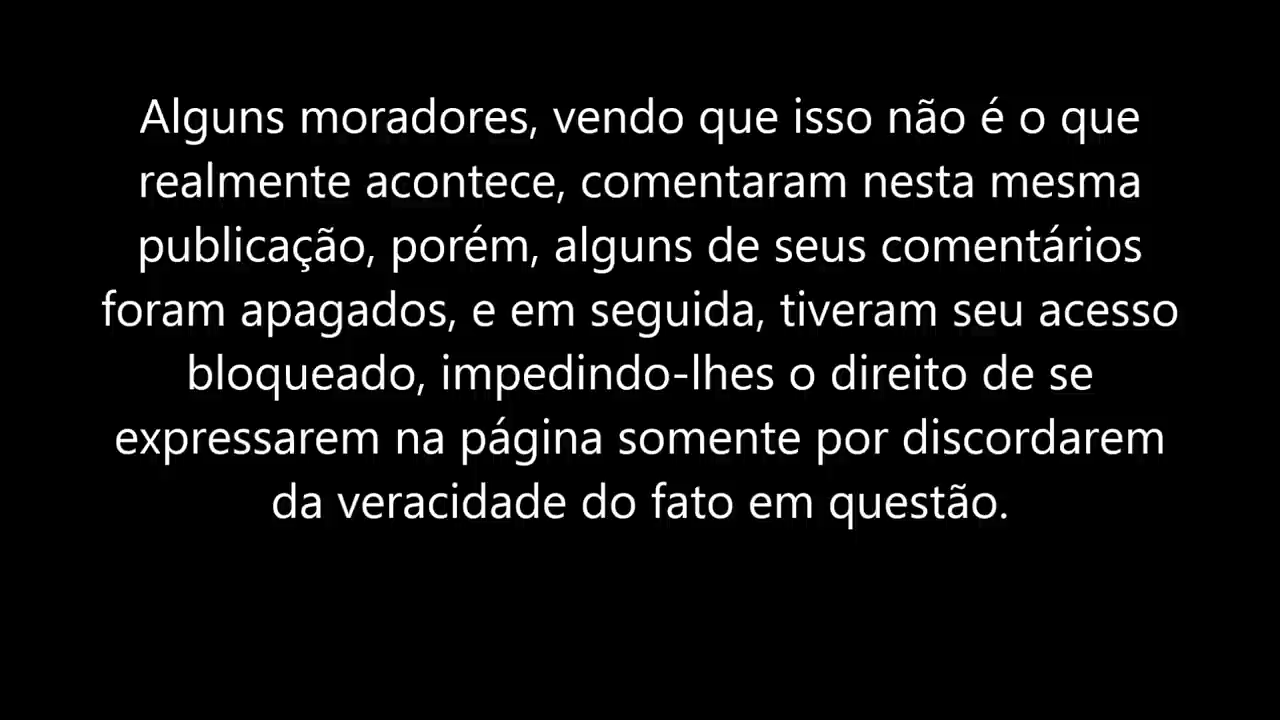 Alguns moradores, vendo que isso não é o que
realmente acontece, comentaram nesta mesma
publicação, porém, alguns de seus comentários
foram apagados, e em seguida, tiveram seu acesso
bloqueado, impedindo-lhes o direito de se
expressarem na página somente por discordarem
da veracidade do fato em questão.